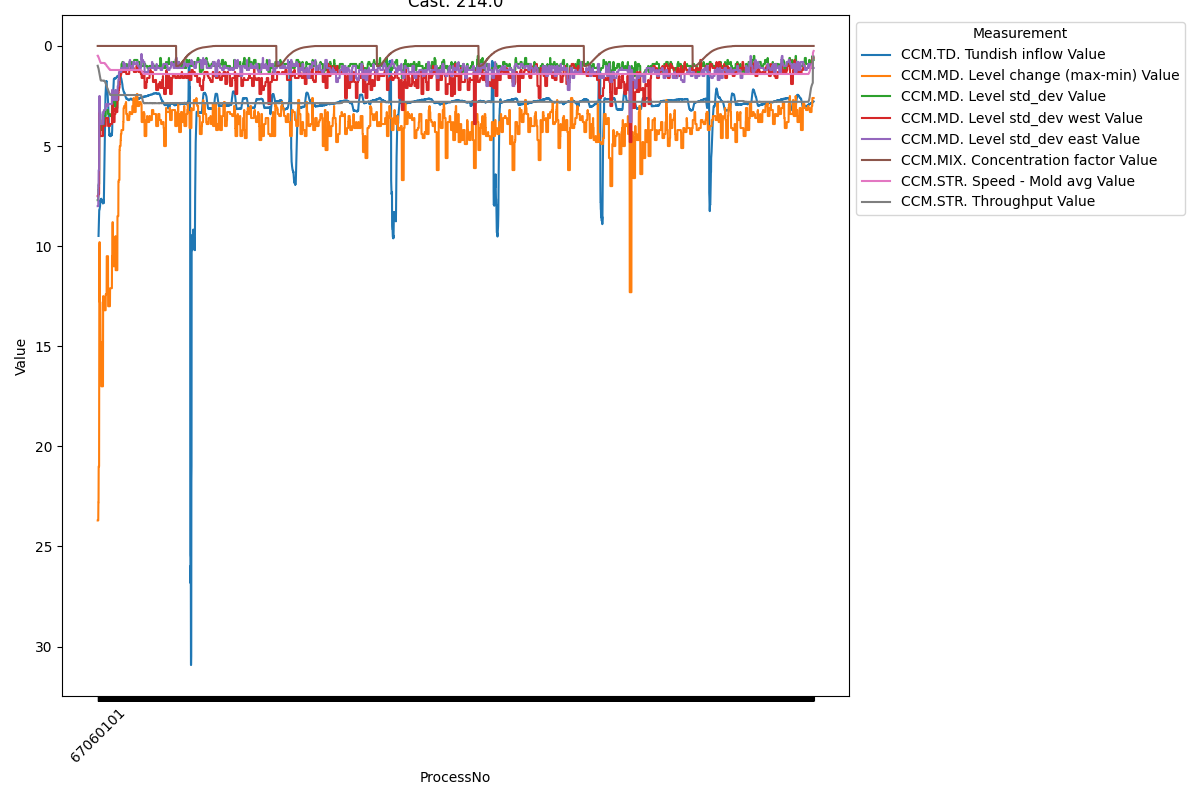 Cast: 214.0
Measurement
CCM.TD. Tundish inflow Value
CCM.MD. Level change (max-min) Value
CCM.MD. Level std_dev Value
CCM.MD. Level std_dev west Value
CCM.MD. Level std_dev east Value
CCM.MIX. Concentration factor Value
CCM.STR. Speed - Mold avg Value
CCM.STR. Throughput Value
0
5
10
15
20
25
30
Value
67060101
ProcessNo